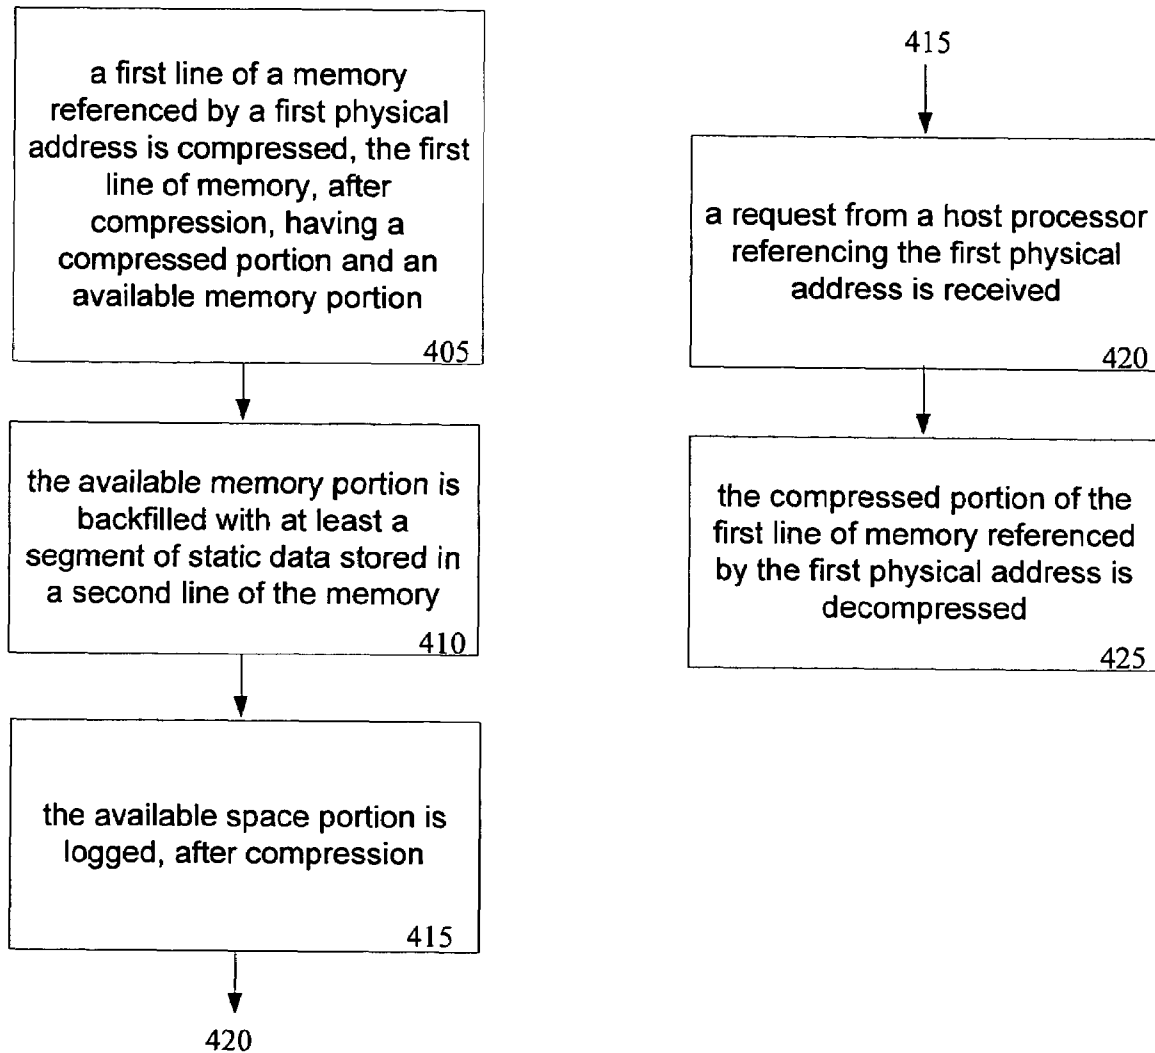 a first line of a memory
referenced by a first physical
address is compressed, the first
line of memory, after
compression, having a
compressed portion and an
available memory portion
405
the available memory portion is
backfilled with at least a
segment of static data stored in
a second line of the memory
410
the available space portion is
logged, after compression
415
420
415
a request from a host processor
referencing the first physical
address is received
420
the compressed portion of the
first line of memory referenced
by the first physical address is
decompressed
425